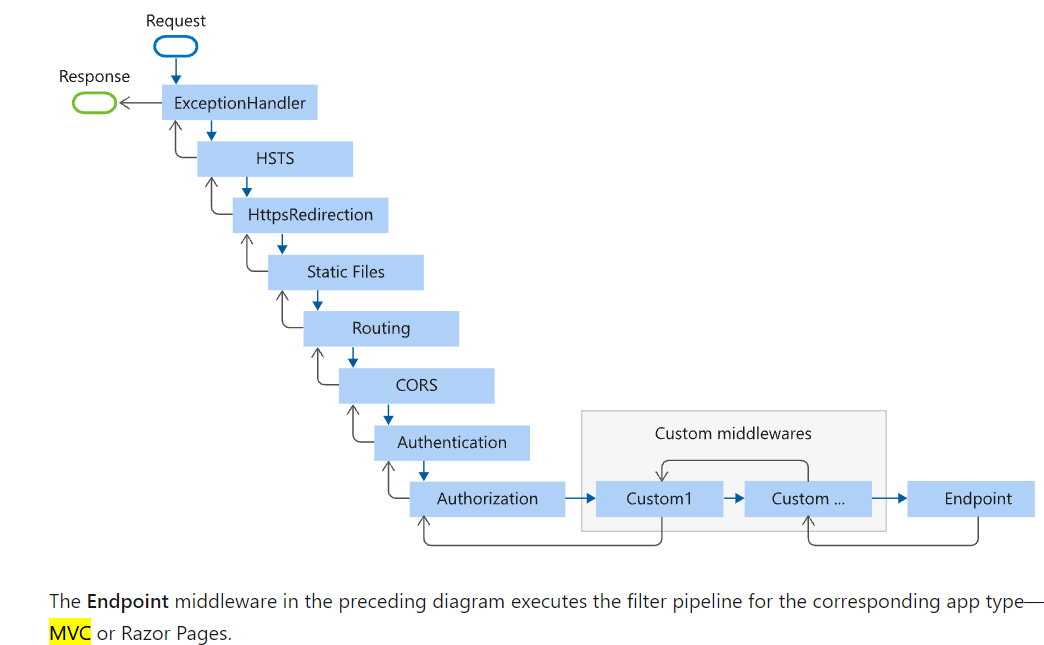 Request
Response
ExceptionHandler
HSTS
HttpsRedirection
Static Files
Routing
CORS
Authentication
Custom middlewares
Authorization
Custom1
Custom ...
Endpoint
The Endpoint middleware in the preceding diagram executes the filter pipeline for the corresponding app type—
MVC or Razor Pages.